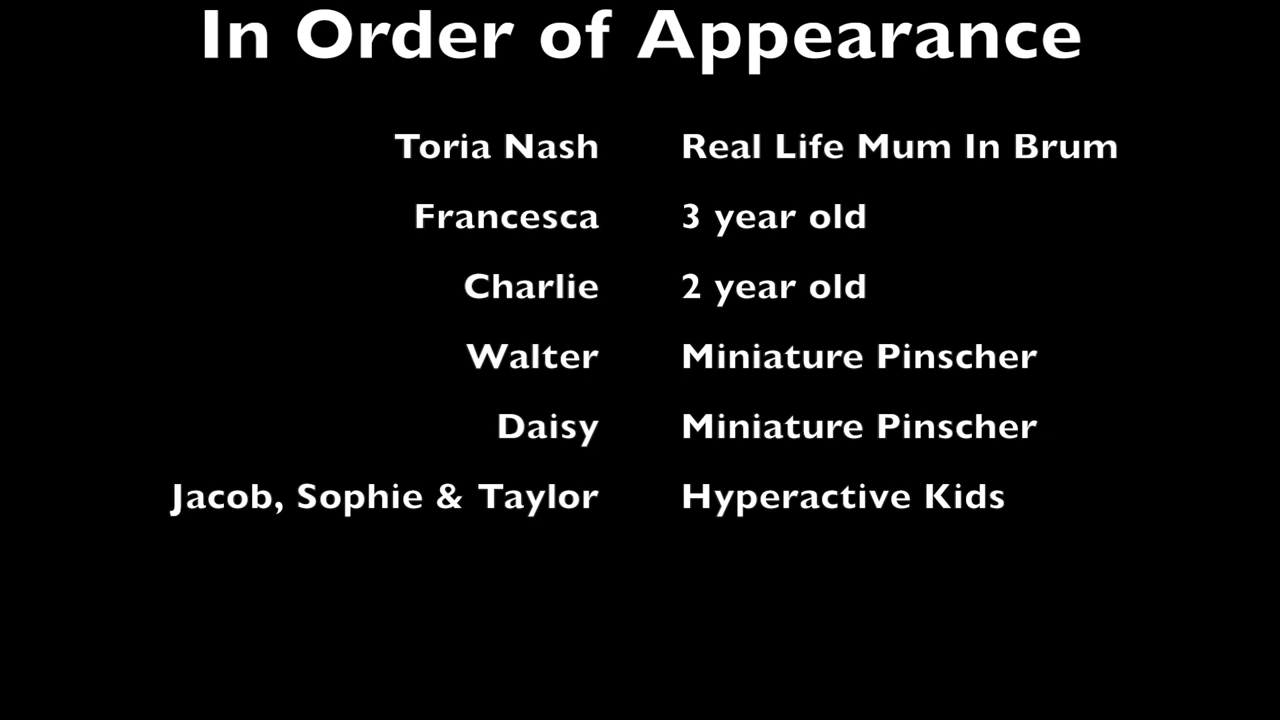 In Order of Appearance
Toria Nash Real Life Mum In Brum
Francesca 3 year old
Charlie 2 year old
Walter Miniature Pinscher
Daisy Miniature Pinscher
Jacob, Sophie & Taylor Hyperactive Kids